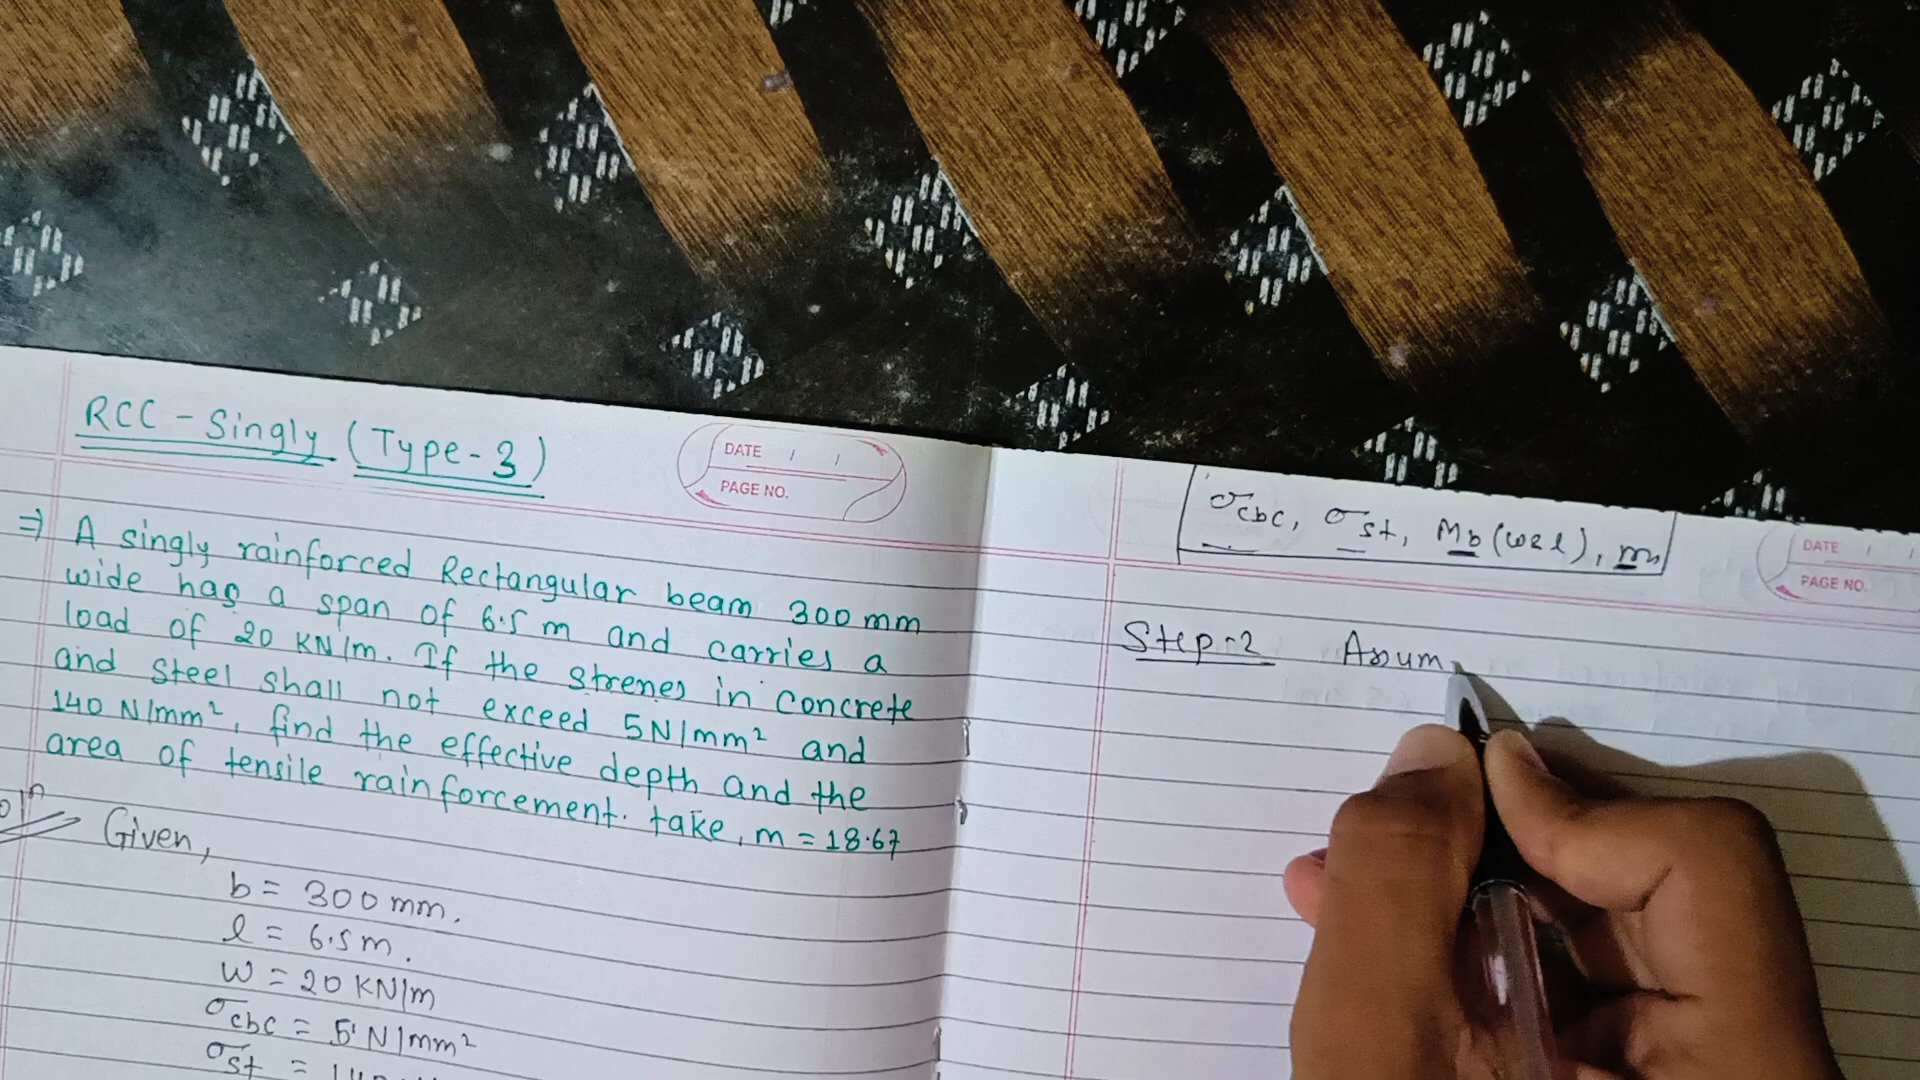 RCC - Singly (Type-3)
DATE / /
PAGE NO.
⇒ A singly rainforced Rectangular beam 300 mm
wide has a span of 6.5 m and carries a
load of 20 KN/m. If the stresses in concrete
and Steel shall not exceed 5N/mm² and
140 N/mm², find the effective depth and the
area of tensile rainforcement. take, m = 18.67
Given,
b = 300 mm.
l = 6.5 m.
w = 20 KN/m
σcbc = 5 N/mm²
σst =
σcbc, σst, Mb (w2l), m
DATE / /
PAGE NO.
Step-2 Assum